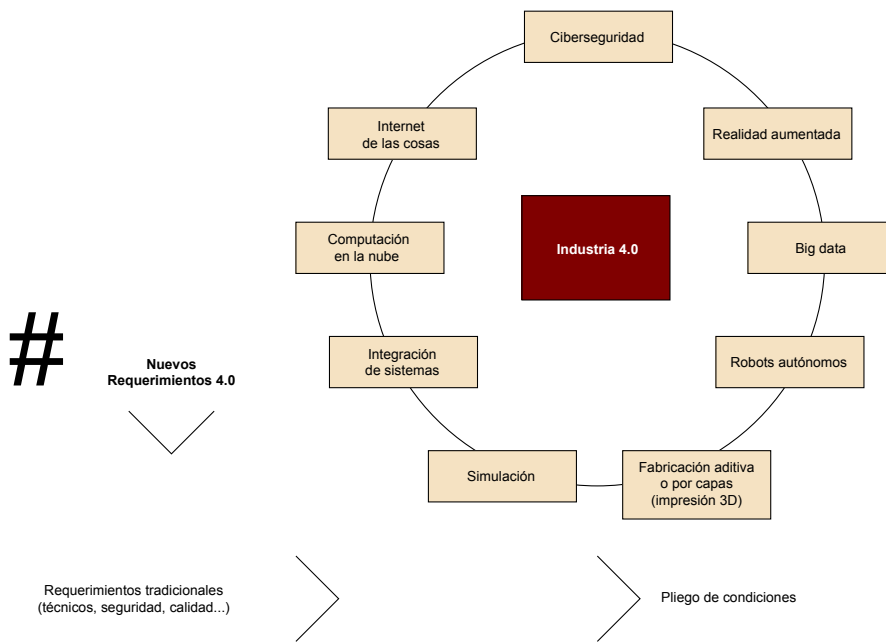 Ciberseguridad
Internet
de las cosas
Realidad aumentada
Computación
en la nube
Industria 4.0
Big data
#
Nuevos
Requerimientos 4.0
Integración
de sistemas
Robots autónomos
Simulación
Fabricación aditiva
o por capas
(impresión 3D)
Requerimientos tradicionales
(técnicos, seguridad, calidad...)
Pliego de condiciones